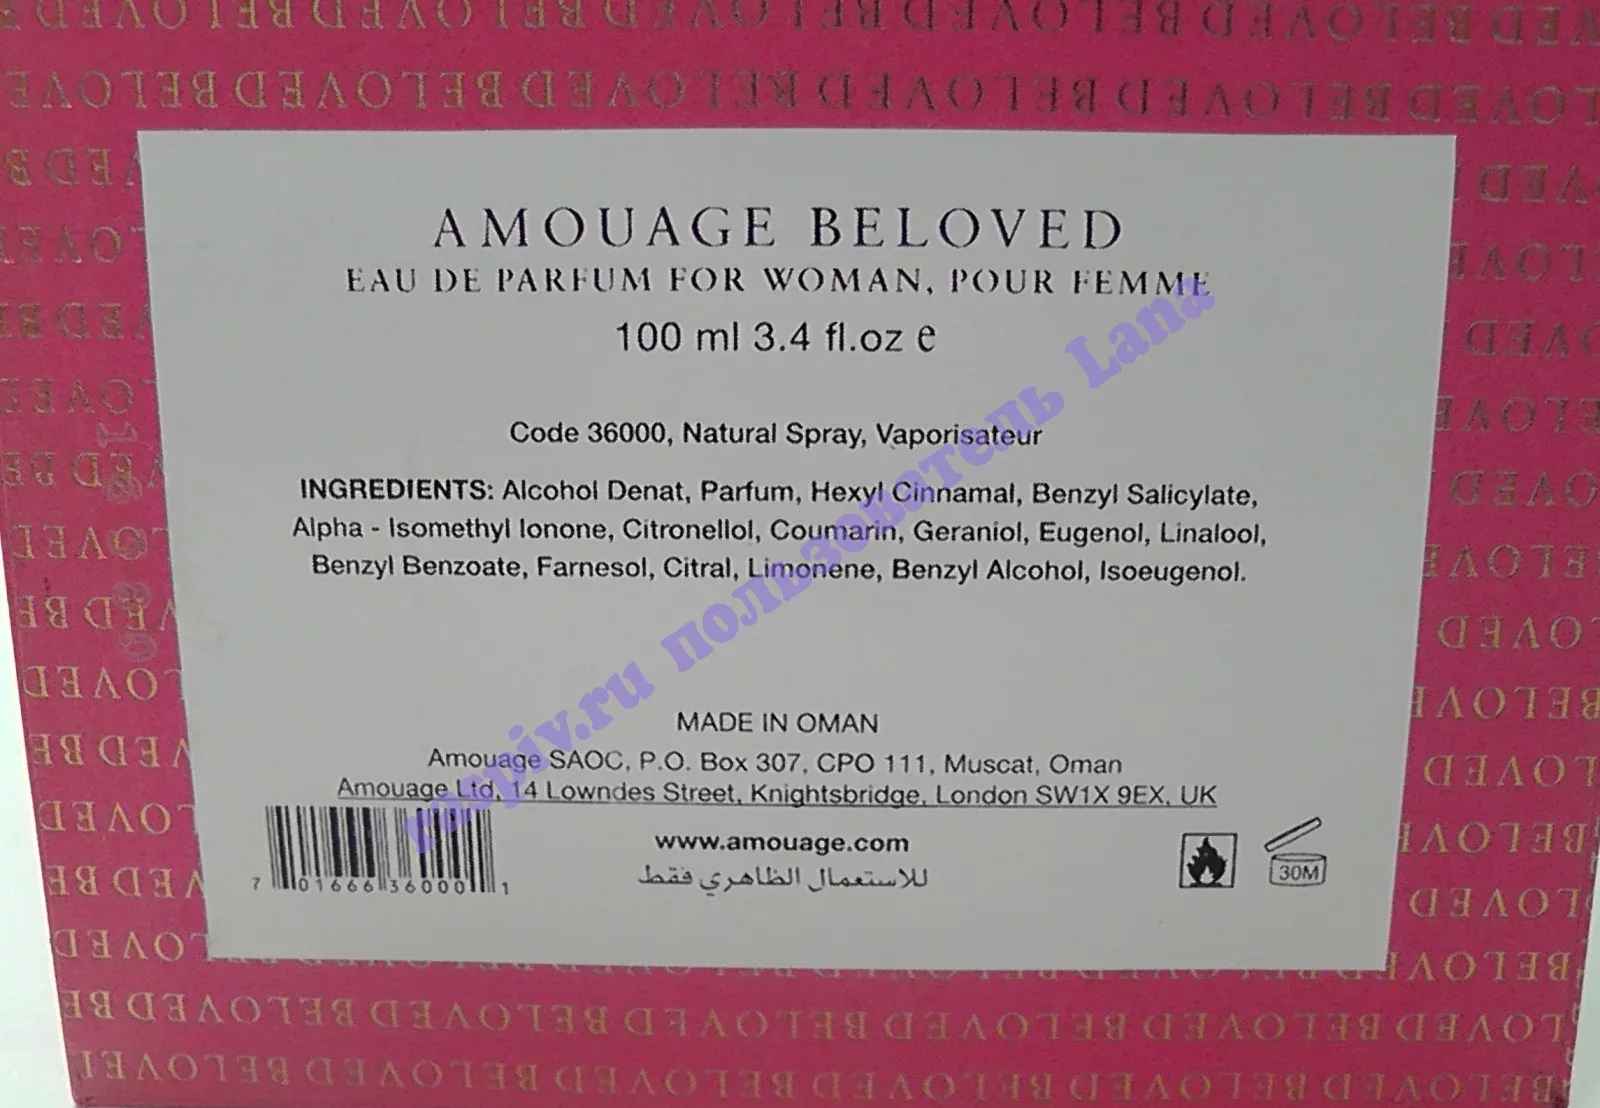 AMOUAGE BELOVED
EAU DE PARFUM FOR WOMAN, POUR FEMME
100 ml 3.4 fl.oz e
Code 36000, Natural Spray, Vaporisateur
INGREDIENTS: Alcohol Denat, Parfum, Hexyl Cinnamal, Benzyl Salicylate,
Alpha - Isomethyl Ionone, Citronellol, Coumarin, Geraniol, Eugenol, Linalool,
Benzyl Benzoate, Farnesol, Citral, Limonene, Benzyl Alcohol, Isoeugenol.
MADE IN OMAN
Amouage SAOC, P.O. Box 307, CPO 111, Muscat, Oman
Amouage Ltd, 14 Lowndes Street, Knightsbridge, London SW1X 9EX, UK
www.amouage.com
للاستعمال الظاهري فقط
7 01666 36000 1
30M
raspiv.ru пользователь Lana